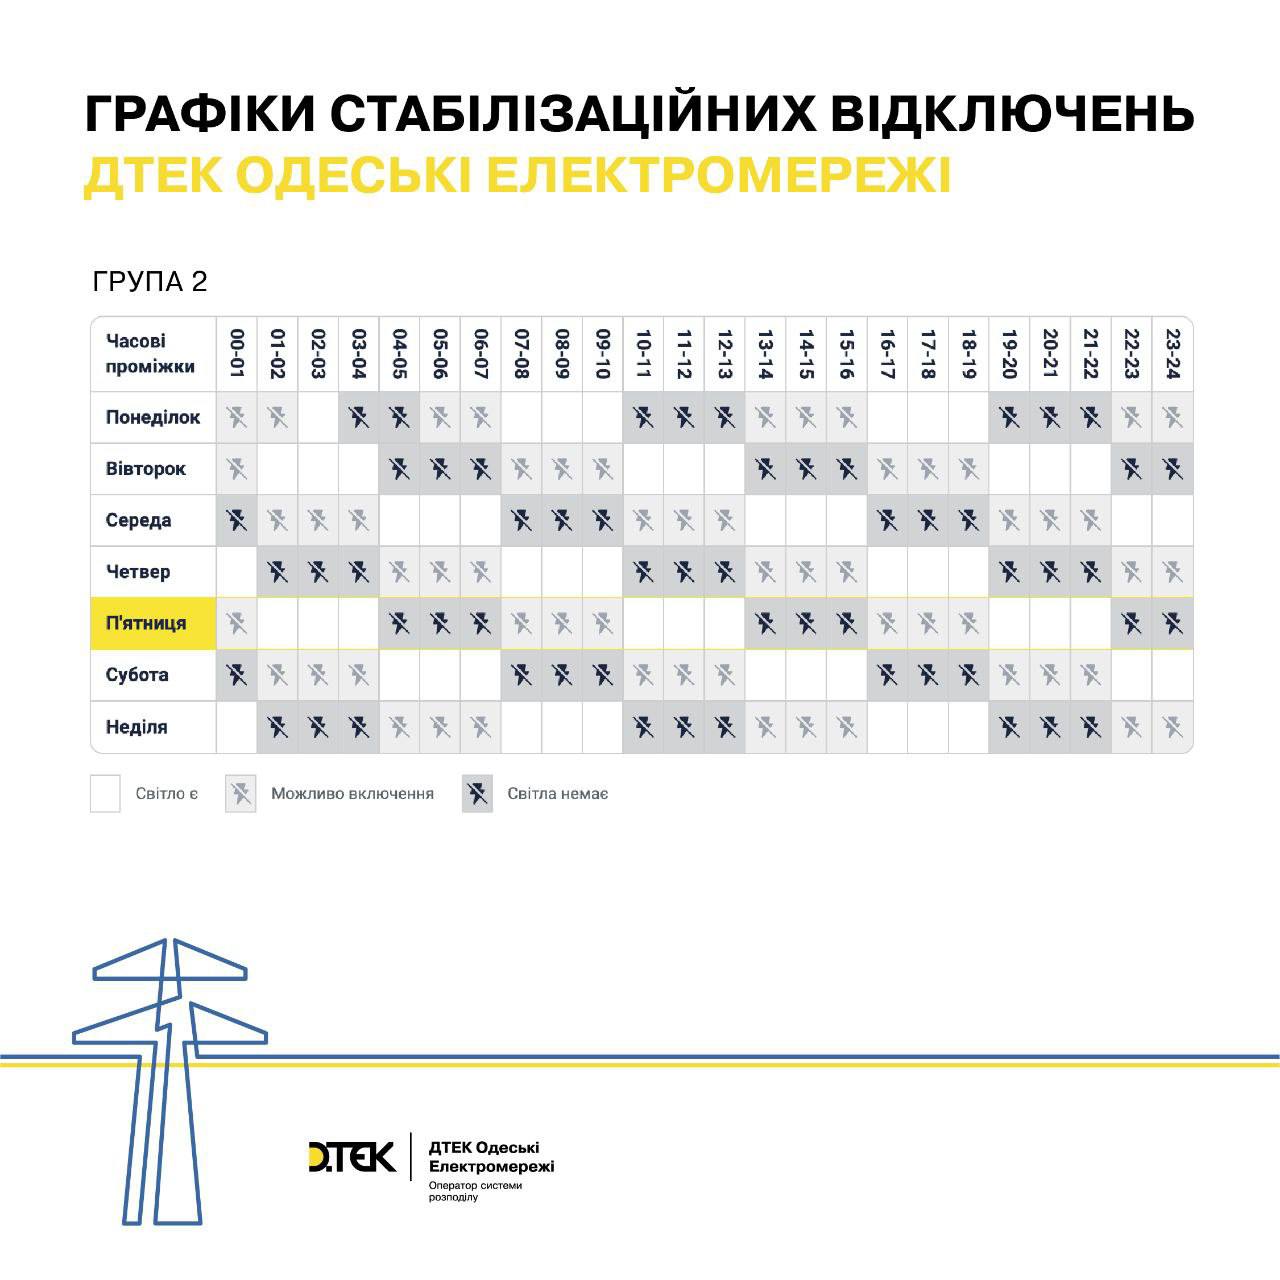 ГРАФІКИ СТАБІЛІЗАЦІЙНИХ ВІДКЛЮЧЕНЬ
ДТЕК ОДЕСЬКІ ЕЛЕКТРОМЕРЕЖІ
ГРУПА 2
Часові
проміжки
00-01 01-02 02-03 03-04 04-05 05-06 06-07 07-08 08-09 09-10 10-11 11-12 12-13 13-14 14-15 15-16 16-17 17-18 18-19 19-20 20-21 21-22 22-23 23-24
Понеділок
Вівторок
Середа
Четвер
П'ятниця
Субота
Неділя
Світло є Можливо включення Світла немає
ДТЕК
ДТЕК Одеські
Електромережі
Оператор системи
розподілу